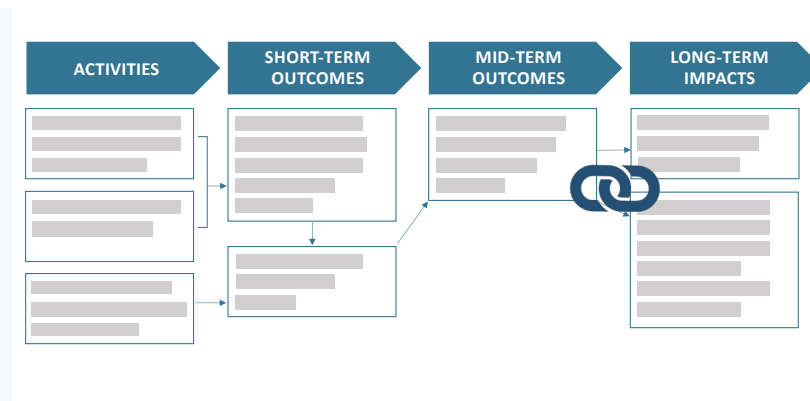 ACTIVITIES
SHORT-TERM
OUTCOMES
MID-TERM
OUTCOMES
LONG-TERM
IMPACTS